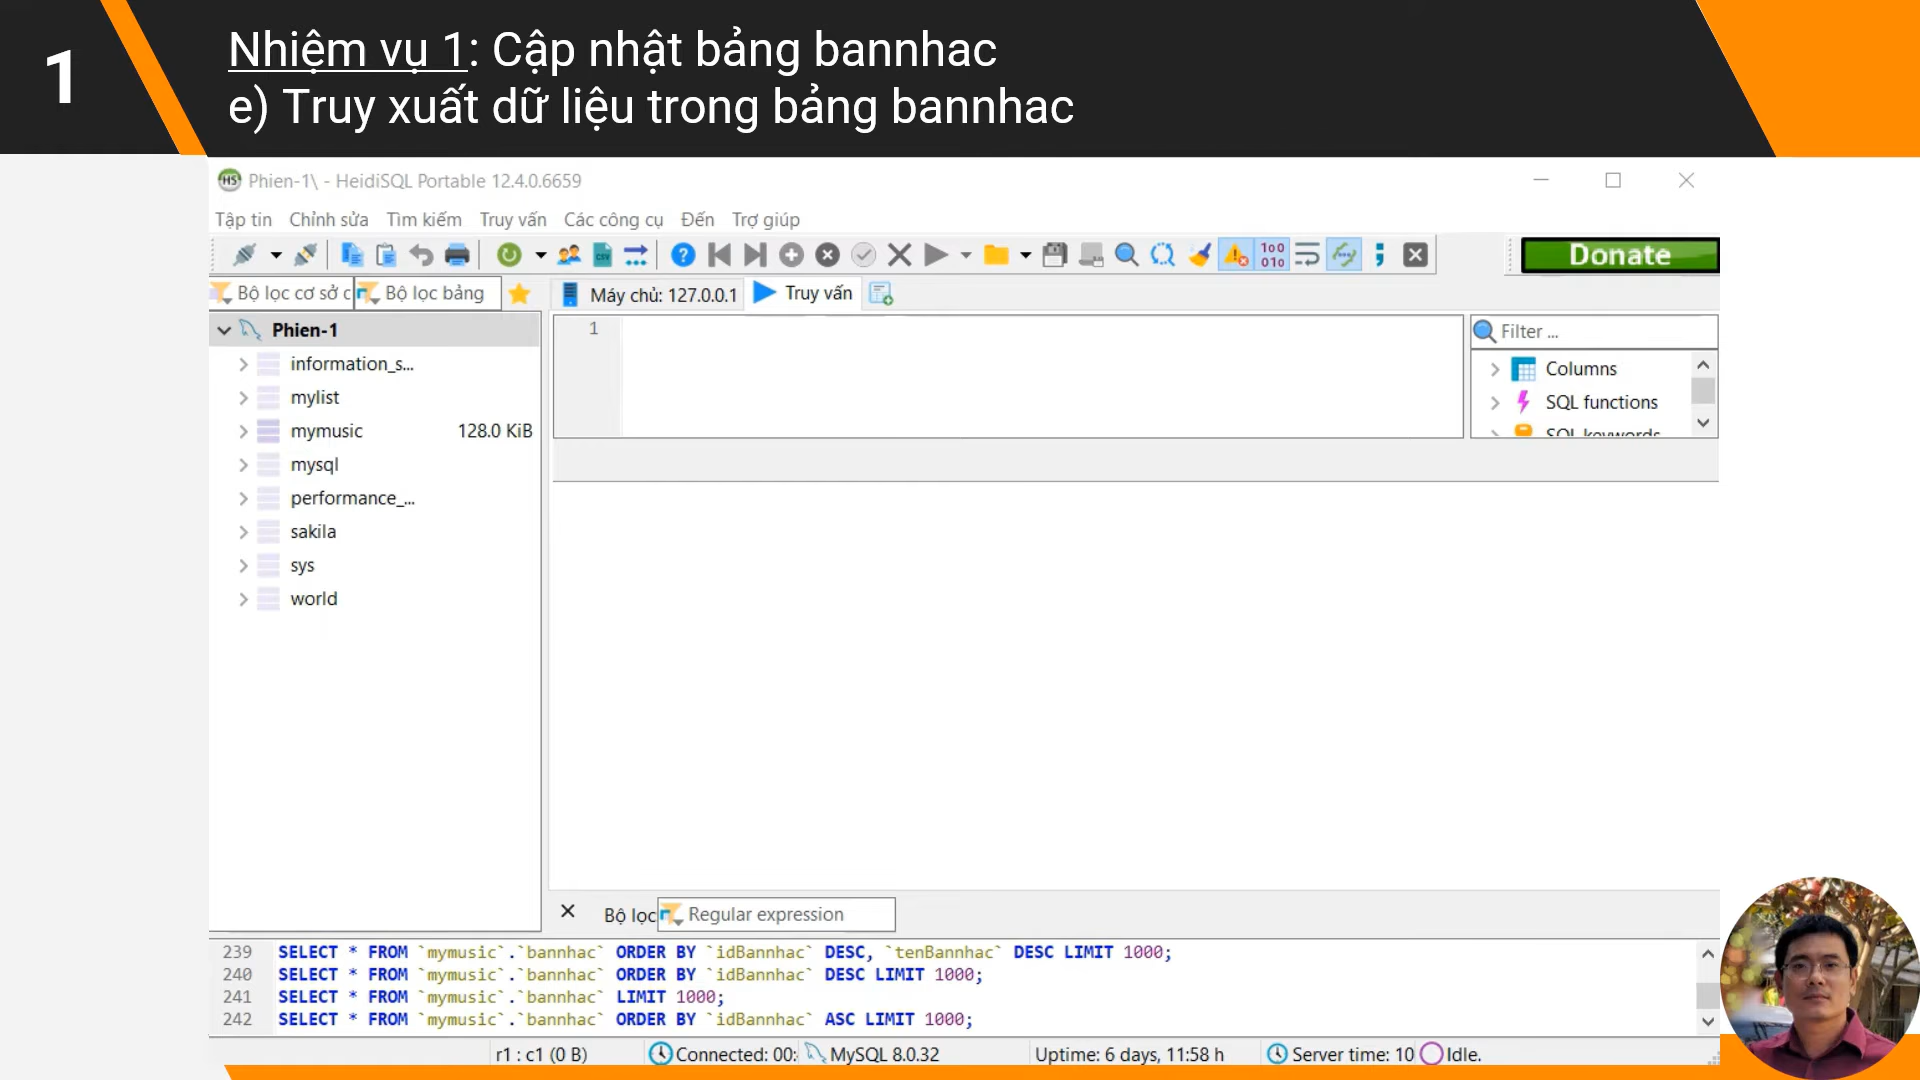 1
Nhiệm vụ 1: Cập nhật bảng bannhac
e) Truy xuất dữ liệu trong bảng bannhac
HS Phien-1\ - HeidiSQL Portable 12.4.0.6659
Tập tin Chỉnh sửa Tìm kiếm Truy vấn Các công cụ Đến Trợ giúp
Donate
Bộ lọc cơ sở c Bộ lọc bảng Máy chủ: 127.0.0.1 Truy vấn
Phien-1
information_s...
mylist
mymusic 128.0 KiB
mysql
performance_...
sakila
sys
world
1
Filter ...
Columns
SQL functions
SQL keywords
Bộ lọc Regular expression
239 SELECT * FROM `mymusic`.`bannhac` ORDER BY `idBannhac` DESC, `tenBannhac` DESC LIMIT 1000;
240 SELECT * FROM `mymusic`.`bannhac` ORDER BY `idBannhac` DESC LIMIT 1000;
241 SELECT * FROM `mymusic`.`bannhac` LIMIT 1000;
242 SELECT * FROM `mymusic`.`bannhac` ORDER BY `idBannhac` ASC LIMIT 1000;
r1 : c1 (0 B) Connected: 00: MySQL 8.0.32 Uptime: 6 days, 11:58 h Server time: 10 Idle.